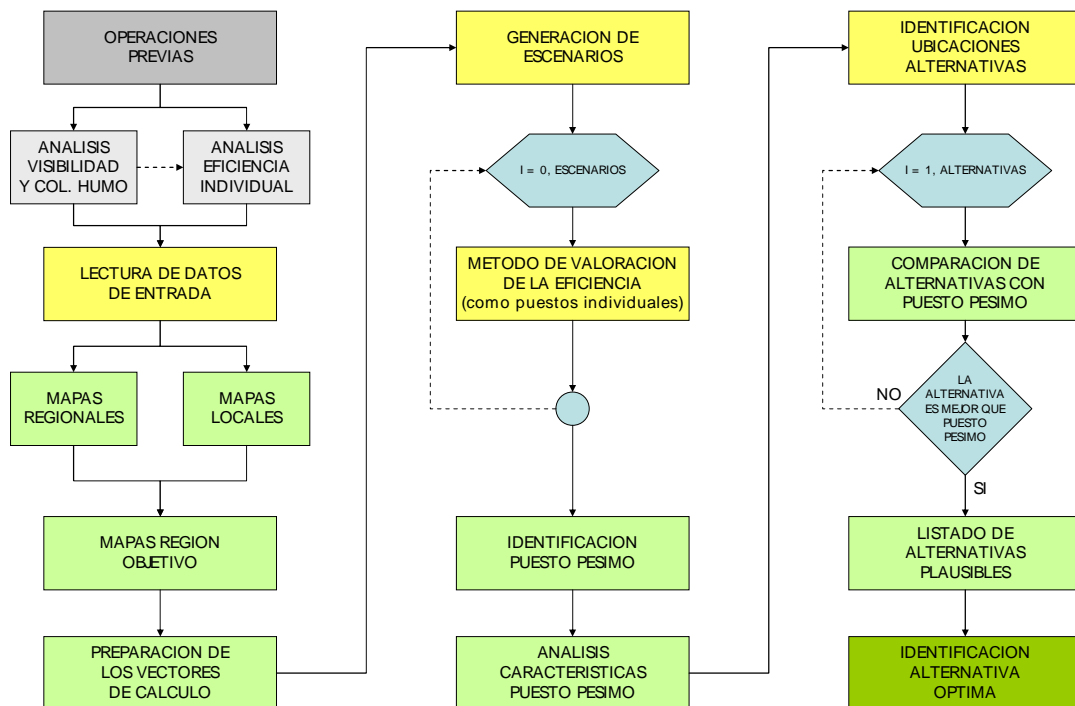 OPERACIONES
PREVIAS
ANALISIS
VISIBILIDAD
Y COL. HUMO
ANALISIS
EFICIENCIA
INDIVIDUAL
LECTURA DE DATOS
DE ENTRADA
MAPAS
REGIONALES
MAPAS
LOCALES
MAPAS REGION
OBJETIVO
PREPARACION DE
LOS VECTORES
DE CALCULO
GENERACION DE
ESCENARIOS
I = 0, ESCENARIOS
METODO DE VALORACION
DE LA EFICIENCIA
(como puestos individuales)
IDENTIFICACION
PUESTO PESIMO
ANALISIS
CARACTERISTICAS
PUESTO PESIMO
IDENTIFICACION
UBICACIONES
ALTERNATIVAS
I = 1, ALTERNATIVAS
COMPARACION DE
ALTERNATIVAS CON
PUESTO PESIMO
LA
ALTERNATIVA
ES MEJOR QUE
PUESTO
PESIMO
NO
SI
LISTADO DE
ALTERNATIVAS
PLAUSIBLES
IDENTIFICACION
ALTERNATIVA
OPTIMA